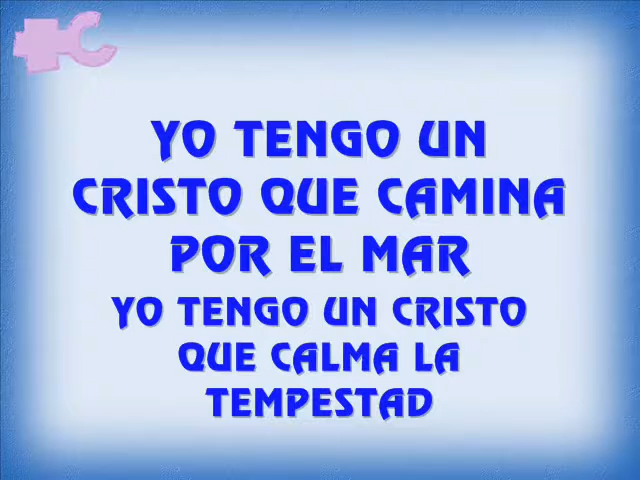 YO TENGO UN
CRISTO QUE CAMINA
POR EL MAR
YO TENGO UN CRISTO
QUE CALMA LA
TEMPESTAD